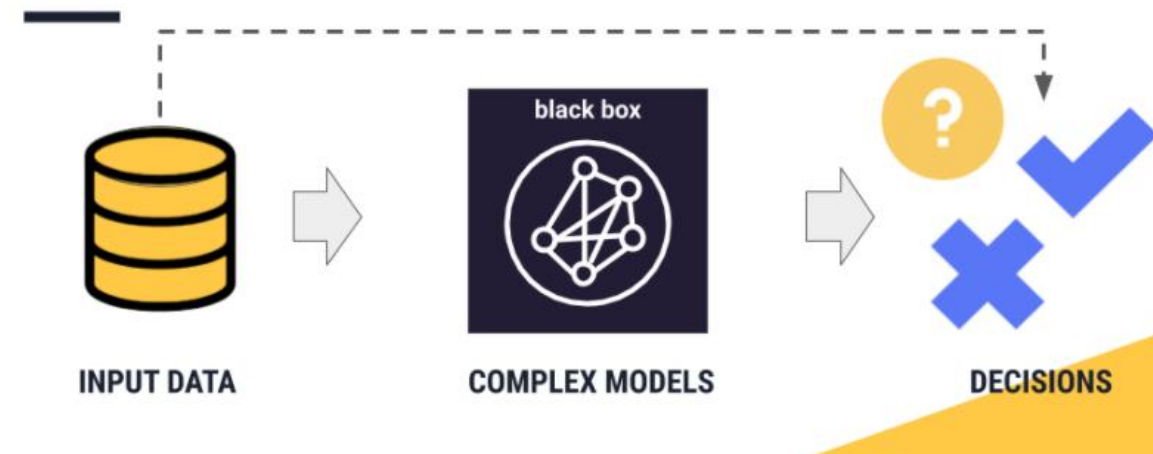 black box
?
INPUT DATA
COMPLEX MODELS
DECISIONS